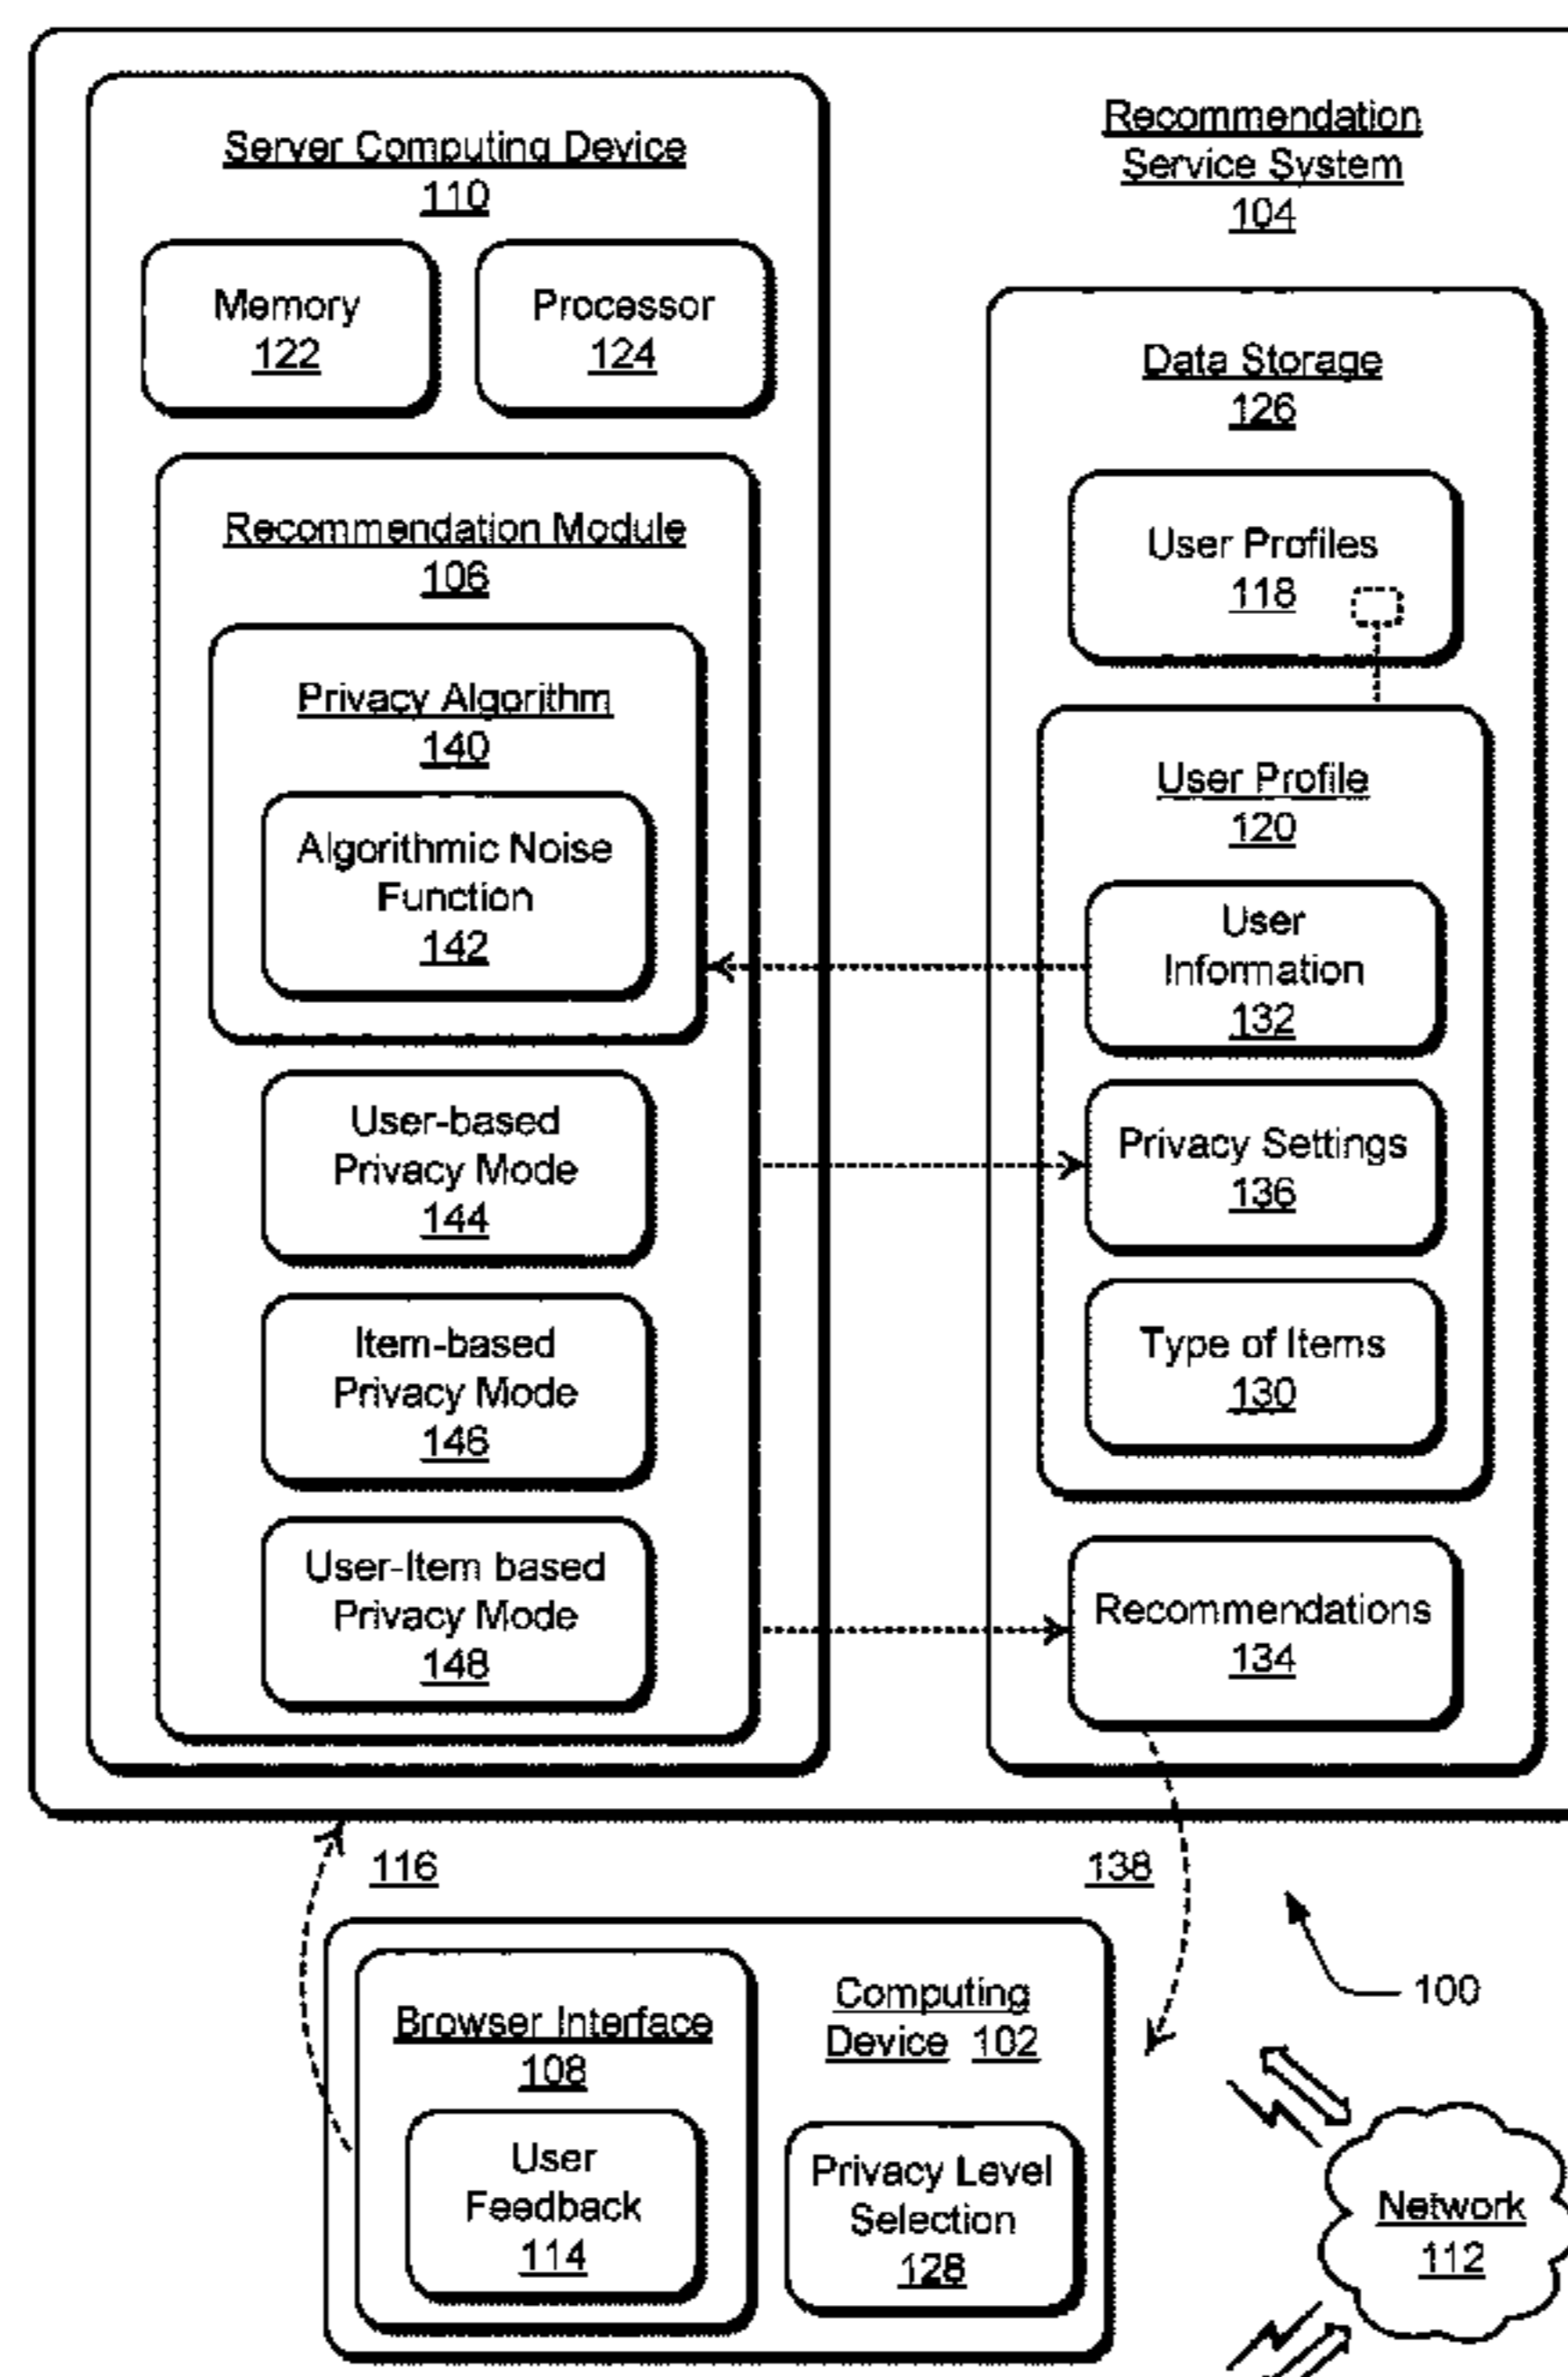 Server Computing Device
110
Memory
122
Processor
124
Recommendation Module
106
Privacy Algorithm
140
Algorithmic Noise
Function
142
User-based
Privacy Mode
144
Item-based
Privacy Mode
146
User-Item based
Privacy Mode
148
Recommendation
Service System
104
Data Storage
126
User Profiles
118
User Profile
120
User
Information
132
Privacy Settings
136
Type of Items
130
Recommendations
134
116
138
100
Browser Interface
108
User
Feedback
114
Computing
Device 102
Privacy Level
Selection
128
Network
112